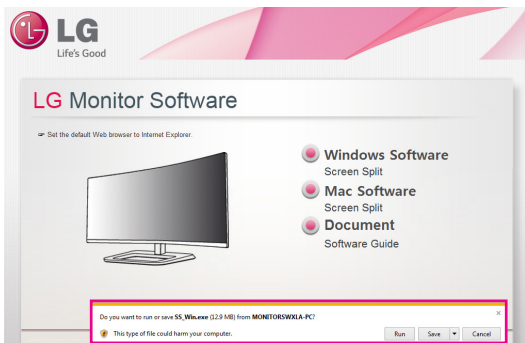 LG
Life's Good
LG Monitor Software
☞ Set the default Web browser to Internet Explorer.
Windows Software
Screen Split
Mac Software
Screen Split
Document
Software Guide
Do you want to run or save SS_Win.exe (12.9 MB) from MONITORSWXLA-PC?
×
This type of file could harm your computer.
Run
Save
Cancel